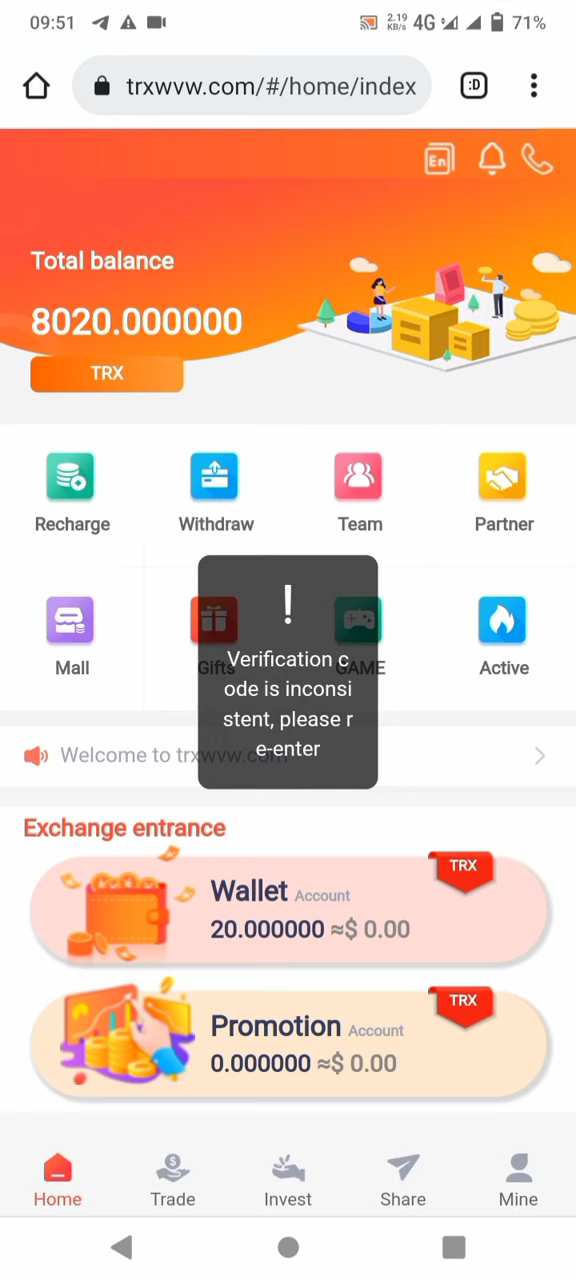 09:51 2.19 KB/s 4G 71%
trxwvw.com/#/home/index :D
En
Total balance
8020.000000
TRX
Recharge Withdraw Team Partner
Mall Gifts GAME Active
Verification c
ode is inconsi
stent, please r
e-enter
Welcome to trxwvw.com
Exchange entrance
TRX
Wallet Account
20.000000 ≈$ 0.00
TRX
Promotion Account
0.000000 ≈$ 0.00
Home Trade Invest Share Mine